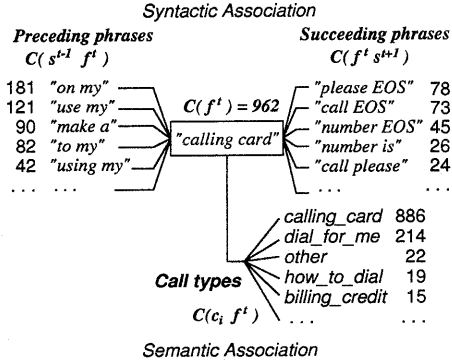 Syntactic Association
Preceding phrases
C( s^t-1 f^t )
181 "on my"
121 "use my"
90 "make a"
82 "to my"
42 "using my"
... ...
C(f^t ) = 962
"calling card"
Succeeding phrases
C( f^t s^t+1 )
"please EOS" 78
"call EOS" 73
"number EOS" 45
"number is" 26
"call please" 24
... ...
Call types
C(c_i f^t )
calling_card 886
dial_for_me 214
other 22
how_to_dial 19
billing_credit 15
... ...
Semantic Association